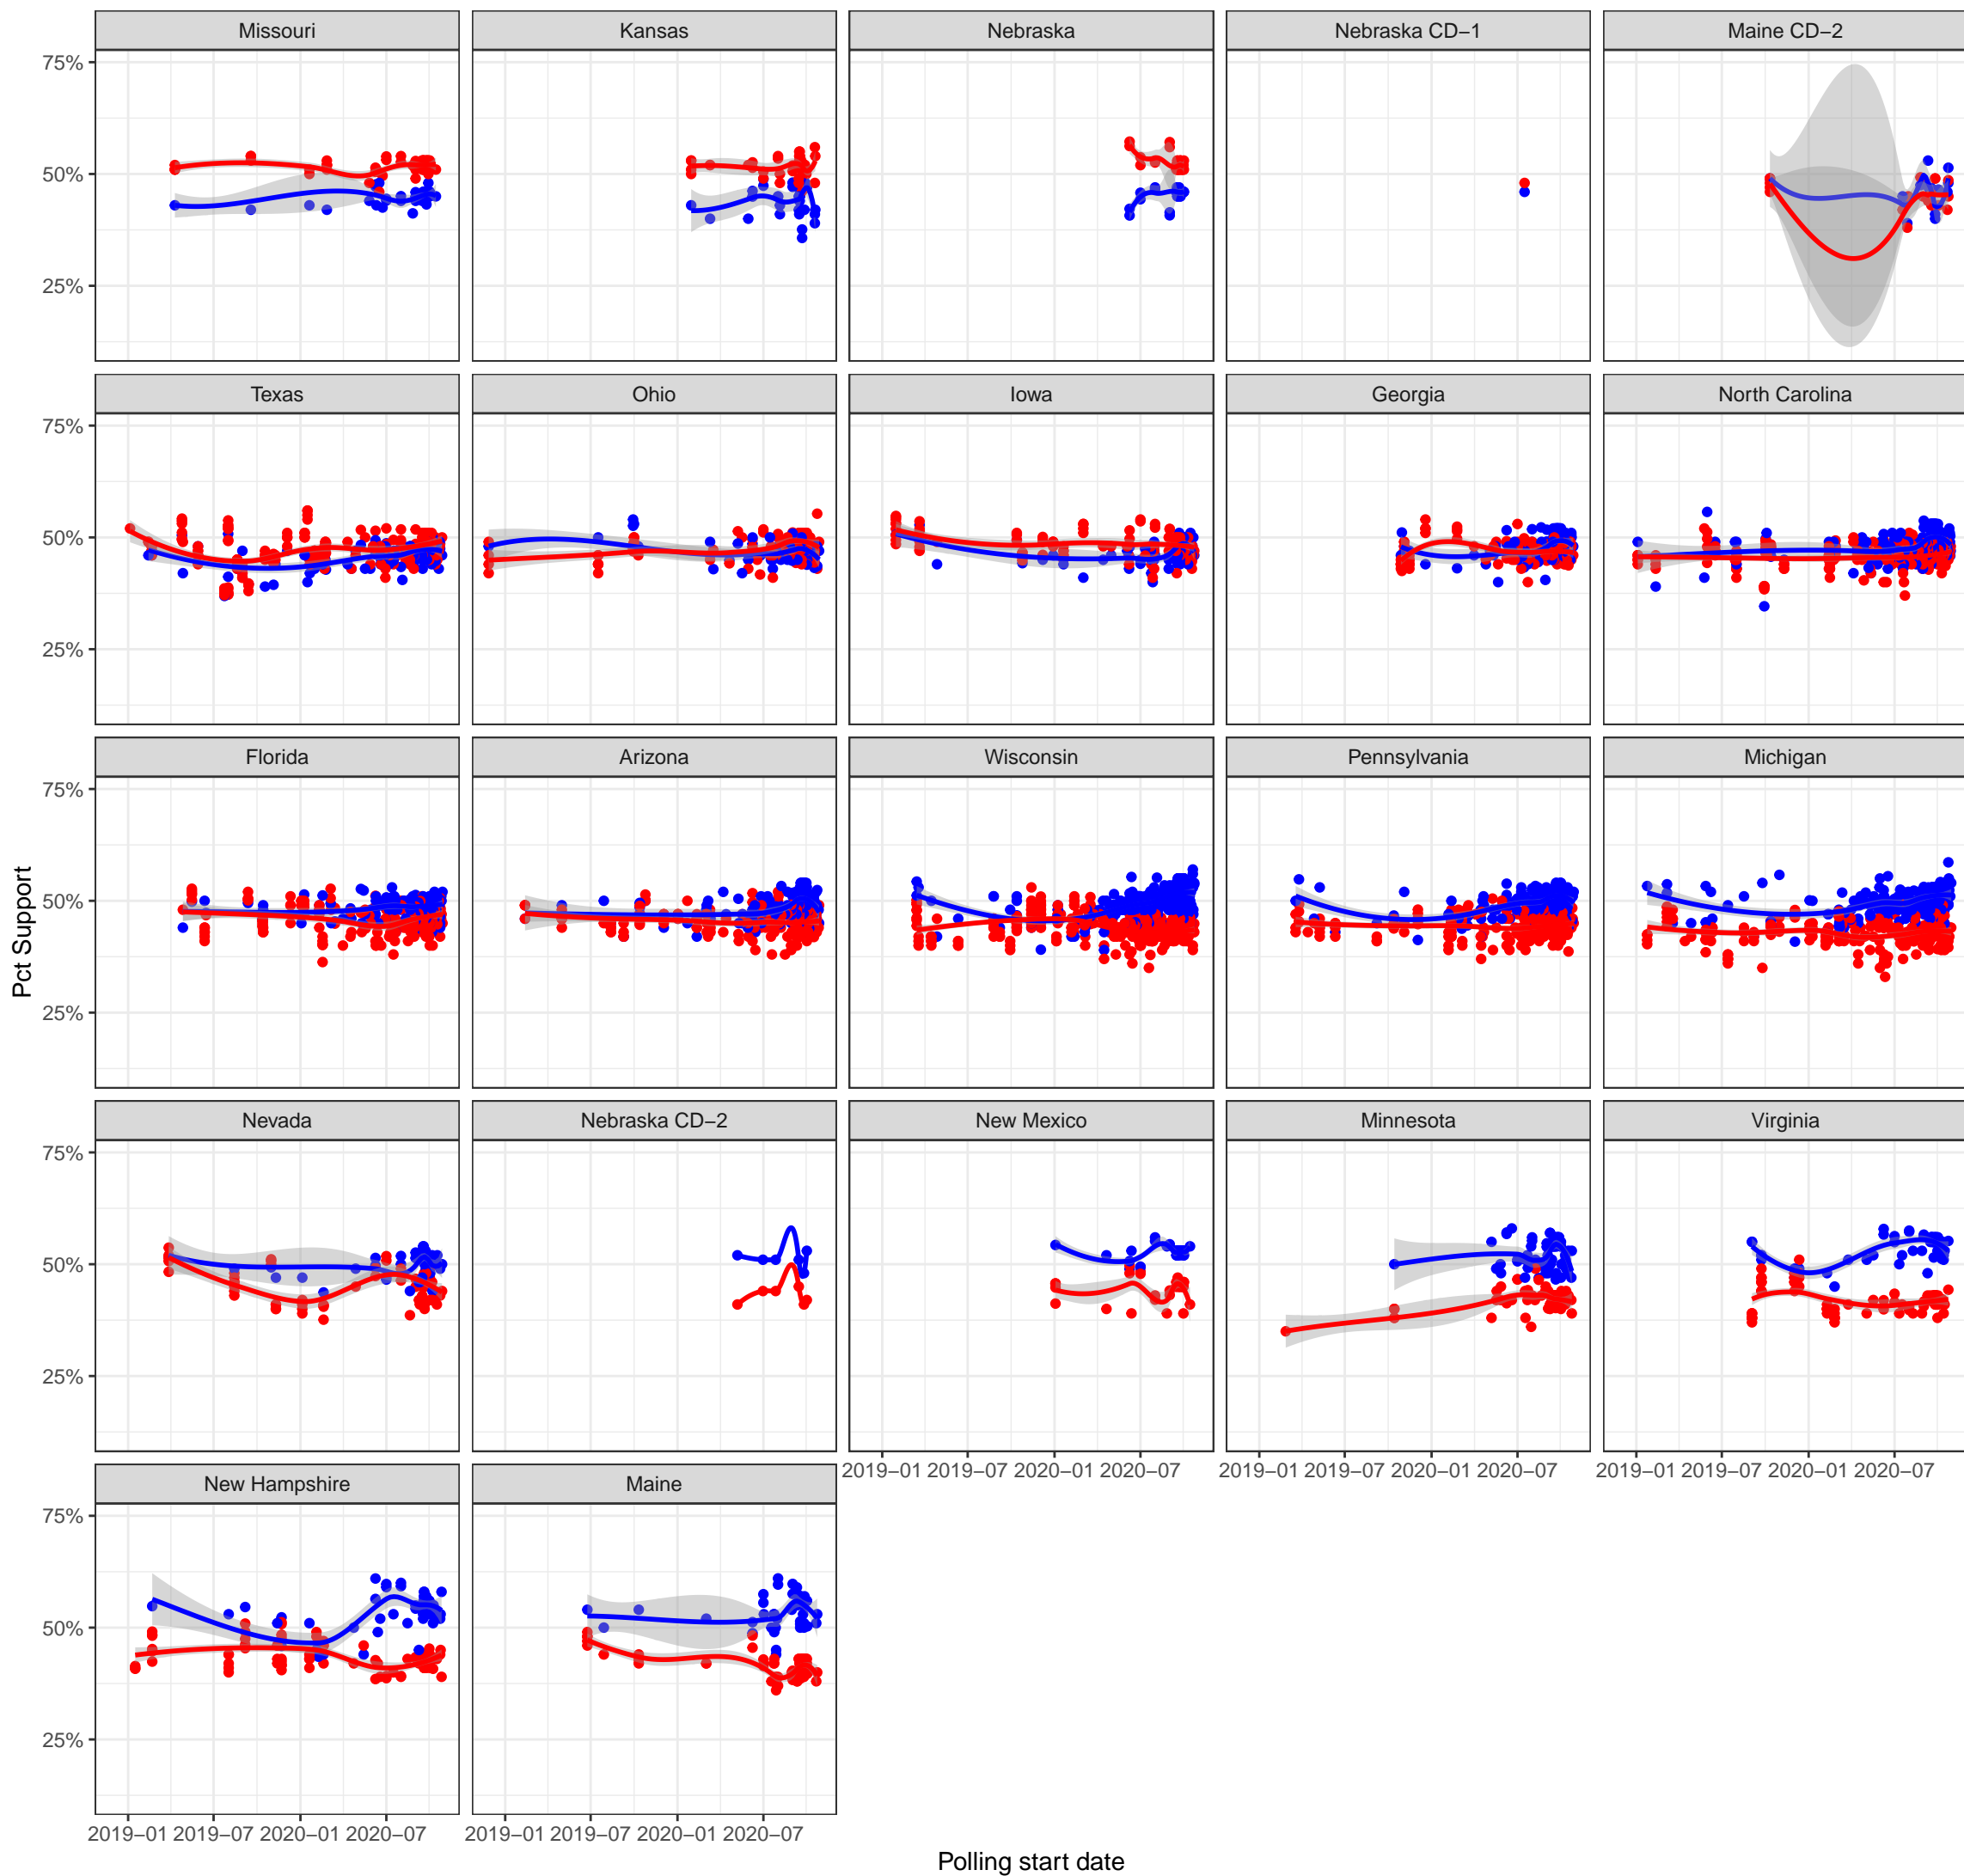 Missouri Kansas Nebraska Nebraska CD−1 Maine CD−2
75%
50%
25%
Texas Ohio Iowa Georgia North Carolina
75%
50%
25%
Florida Arizona Wisconsin Pennsylvania Michigan
75%
50%
25%
Pct Support
Nevada Nebraska CD−2 New Mexico Minnesota Virginia
75%
50%
25%
2019−01 2019−07 2020−01 2020−07 2019−01 2019−07 2020−01 2020−07 2019−01 2019−07 2020−01 2020−07
New Hampshire Maine
75%
50%
25%
2019−01 2019−07 2020−01 2020−07 2019−01 2019−07 2020−01 2020−07
Polling start date